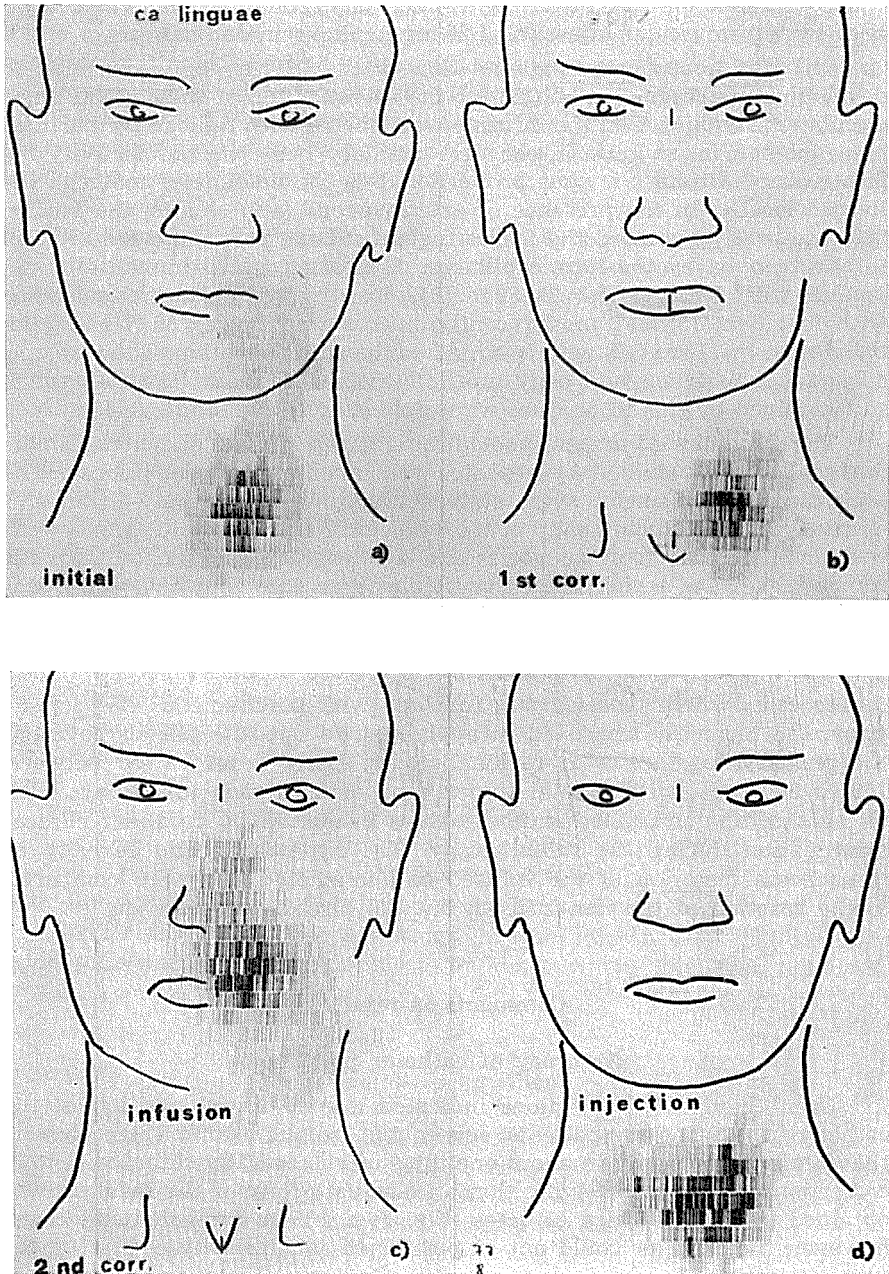 ca linguae
initial
a)
1 st corr.
b)
infusion
2 nd corr.
c)
injection
d)